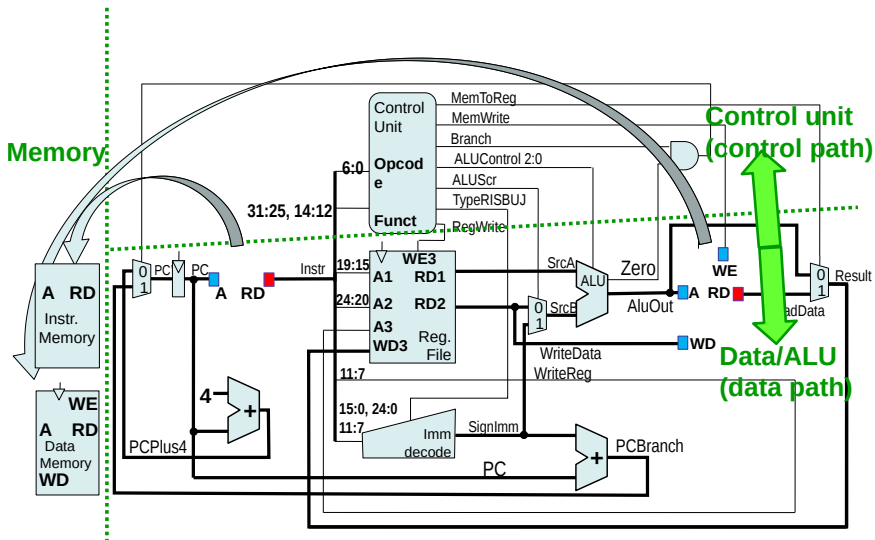 MemToReg
Control
Unit
Control unit
(control path)
MemWrite
Branch
Memory
ALUControl 2:0
6:0
Opcod
e
ALUScr
TypeRISBUJ
31:25, 14:12
Funct
RegWrite
WE3
0
1
PC
PC
A
RD
Instr
19:15
A1
RD1
SrcA
Zero
WE
0
1
Result
ALU
A
RD
A RD
Instr.
Memory
24:20
A2
RD2
0
1
SrcB
AluOut
adData
A3
Reg.
File
WD3
WD
WriteData
Data/ALU
(data path)
11:7
WriteReg
WE
A RD
Data
Memory
WD
4
+
15:0, 24:0
11:7
Imm
decode
SignImm
PCPlus4
PCBranch
+
PC